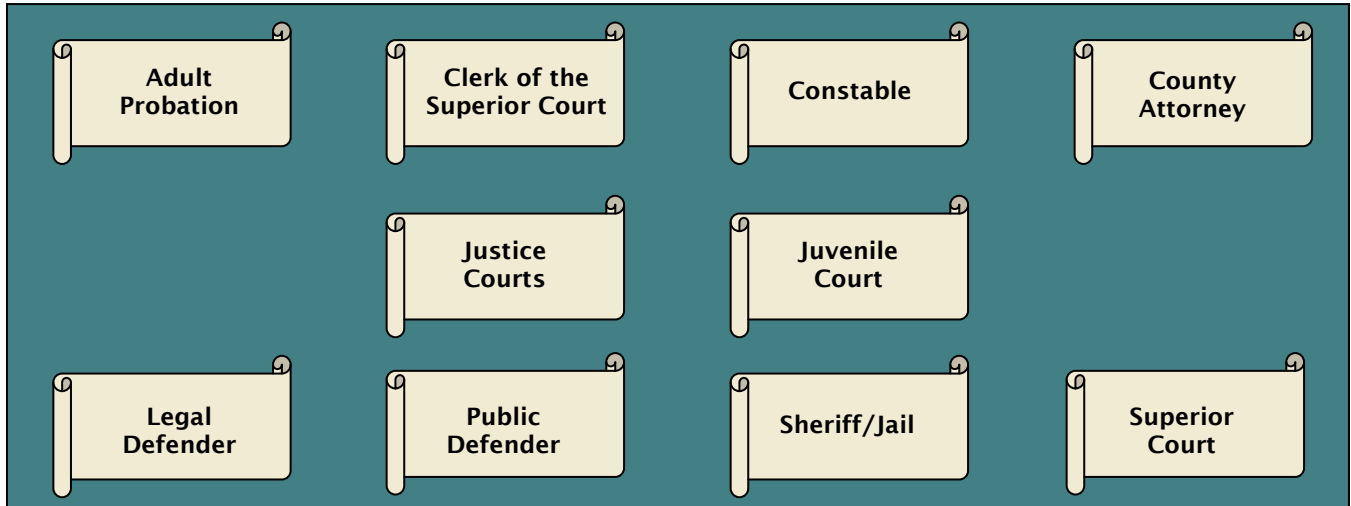 Adult
Probation
Clerk of the
Superior Court
Constable
County
Attorney
Justice
Courts
Juvenile
Court
Legal
Defender
Public
Defender
Sheriff/Jail
Superior
Court